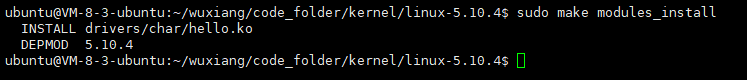 ubuntu@VM-8-3-ubuntu:~/wuxiang/code_folder/kernel/linux-5.10.4$ sudo make modules_install
  INSTALL drivers/char/hello.ko
  DEPMOD  5.10.4
ubuntu@VM-8-3-ubuntu:~/wuxiang/code_folder/kernel/linux-5.10.4$